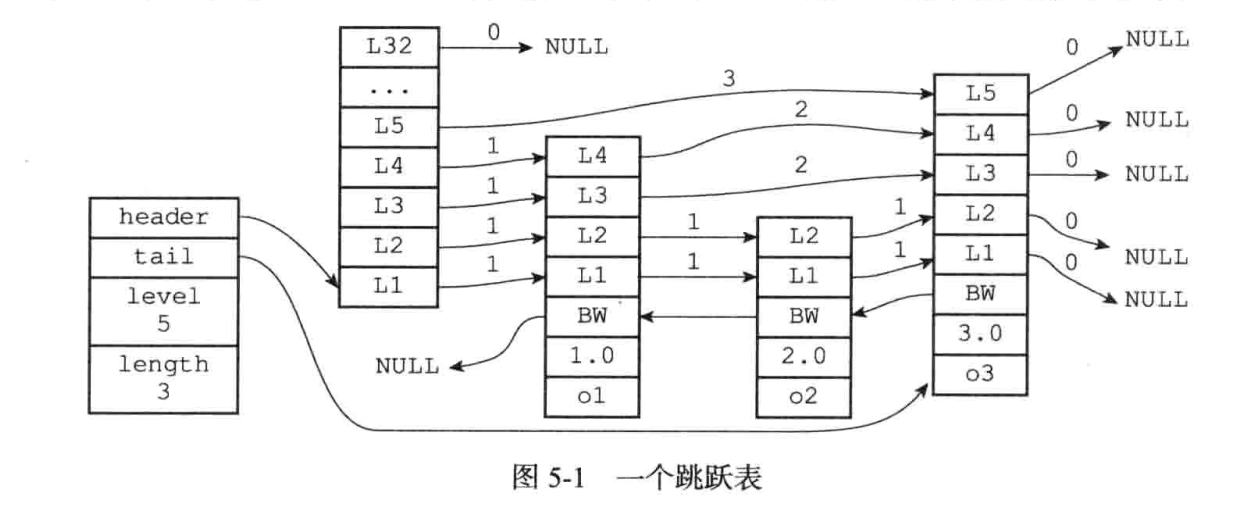 L32
0
NULL
...
L5
3
L4
1
L3
1
L2
1
L1
1
header
tail
level
5
length
3
L4
2
L3
2
L2
1
L1
1
BW
1.0
o1
NULL
L2
1
L1
1
BW
2.0
o2
L5
0
NULL
L4
0
NULL
L3
0
NULL
L2
0
NULL
L1
0
NULL
BW
3.0
o3
图 5-1 一个跳跃表